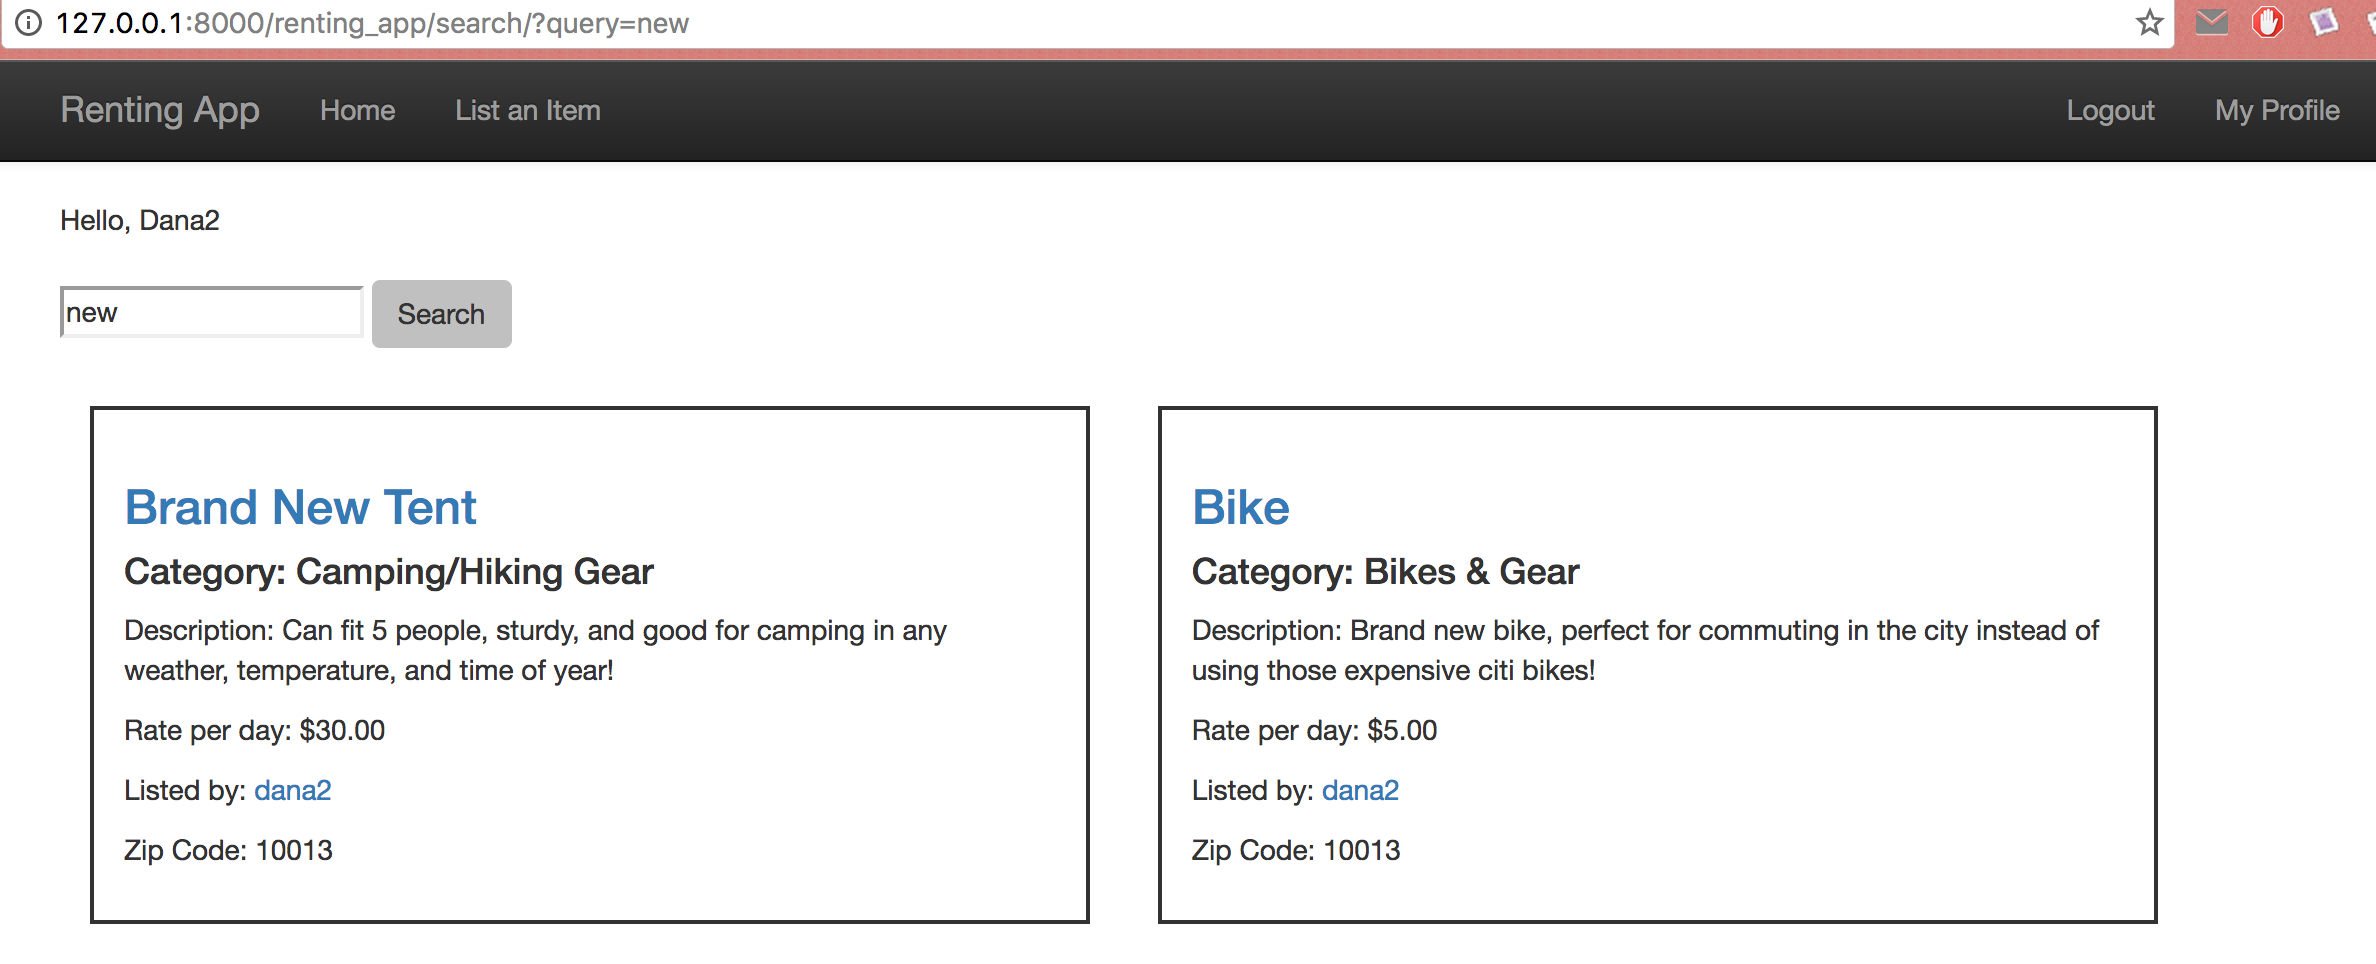 127.0.0.1:8000/renting_app/search/?query=new
Renting App Home List an Item Logout My Profile
Hello, Dana2
new Search
Brand New Tent
Category: Camping/Hiking Gear
Description: Can fit 5 people, sturdy, and good for camping in any
weather, temperature, and time of year!
Rate per day: $30.00
Listed by: dana2
Zip Code: 10013
Bike
Category: Bikes & Gear
Description: Brand new bike, perfect for commuting in the city instead of
using those expensive citi bikes!
Rate per day: $5.00
Listed by: dana2
Zip Code: 10013